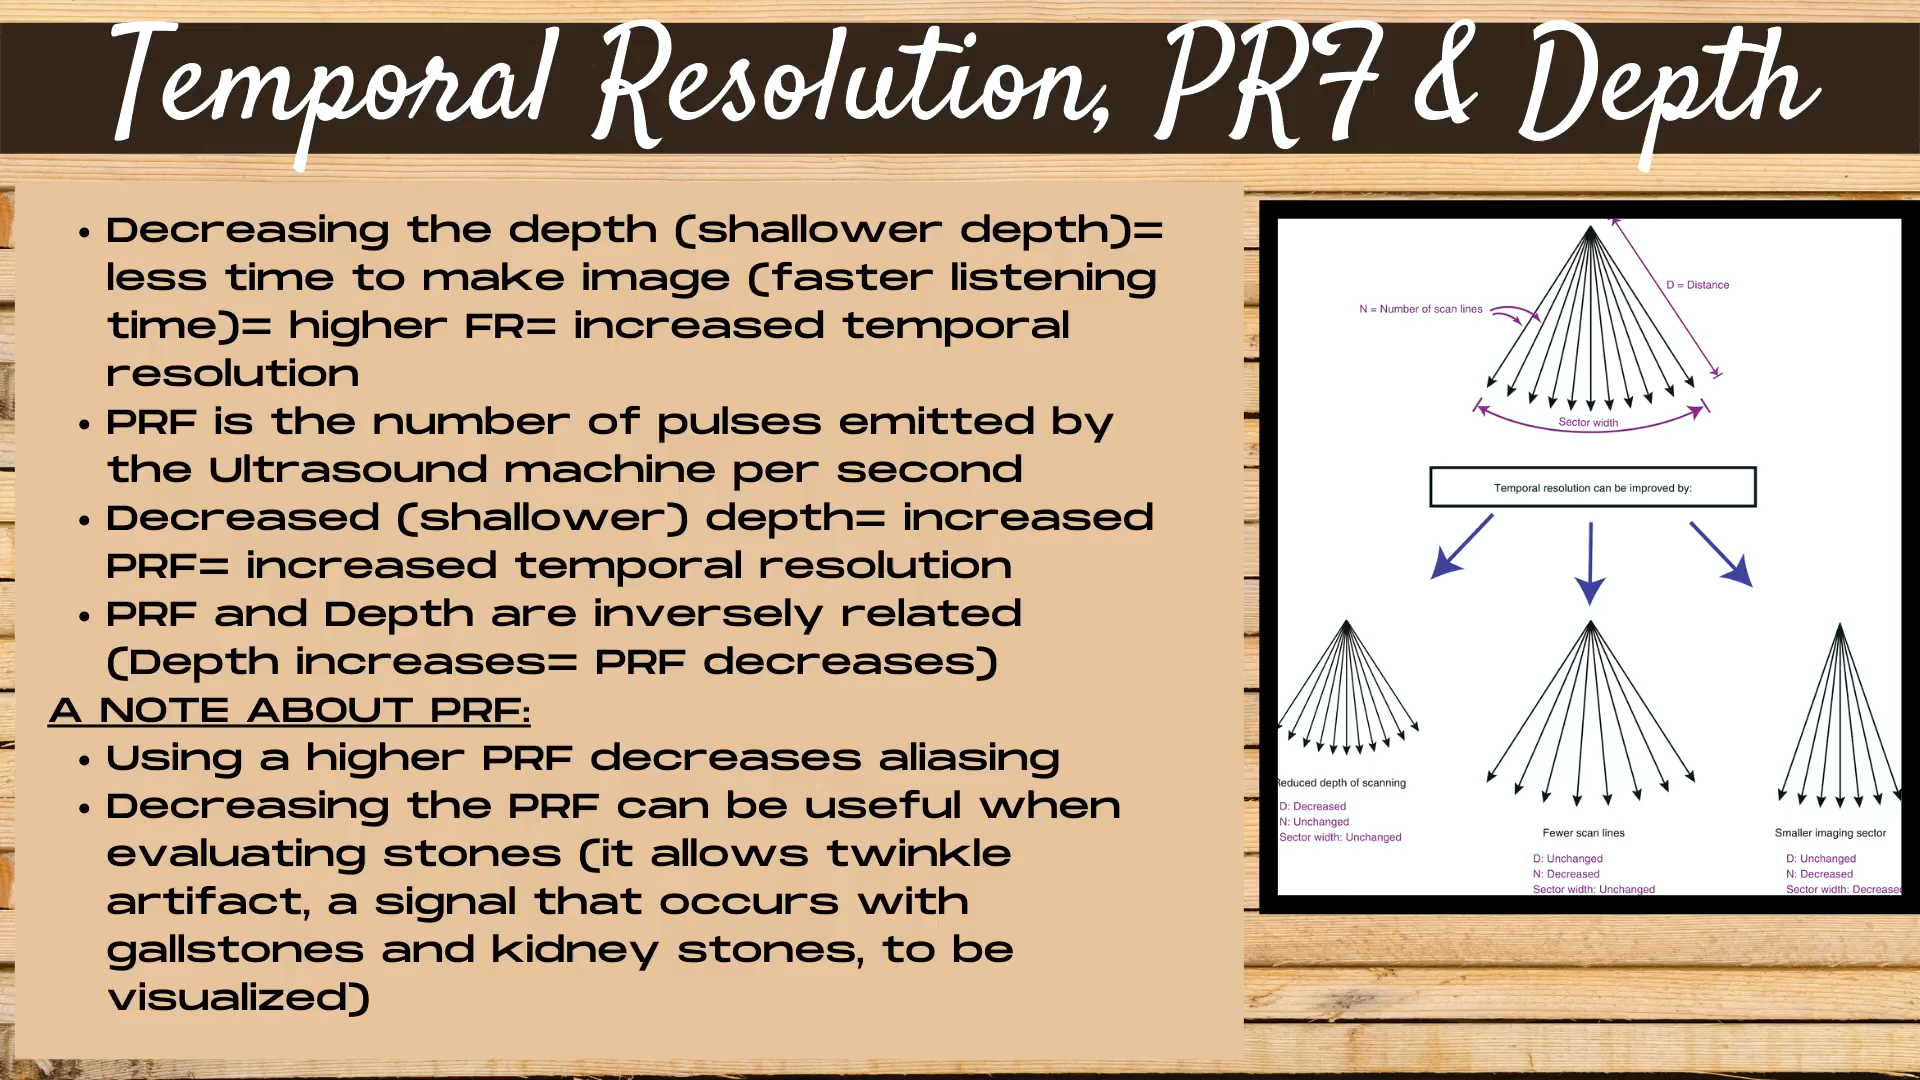 Temporal Resolution, PRF & Depth
• Decreasing the depth (shallower depth)=
less time to make image (faster listening
time)= higher FR= increased temporal
resolution
• PRF is the number of pulses emitted by
the Ultrasound machine per second
• Decreased (shallower) depth= increased
PRF= increased temporal resolution
• PRF and Depth are inversely related
(Depth increases= PRF decreases)
A NOTE ABOUT PRF:
• Using a higher PRF decreases aliasing
• Decreasing the PRF can be useful when
evaluating stones (it allows twinkle
artifact, a signal that occurs with
gallstones and kidney stones, to be
visualized)
D = Distance
N = Number of scan lines
Sector width
Temporal resolution can be improved by:
Reduced depth of scanning
D: Decreased
N: Unchanged
Sector width: Unchanged
Fewer scan lines
D: Unchanged
N: Decreased
Sector width: Unchanged
Smaller imaging sector
D: Unchanged
N: Decreased
Sector width: Decreased